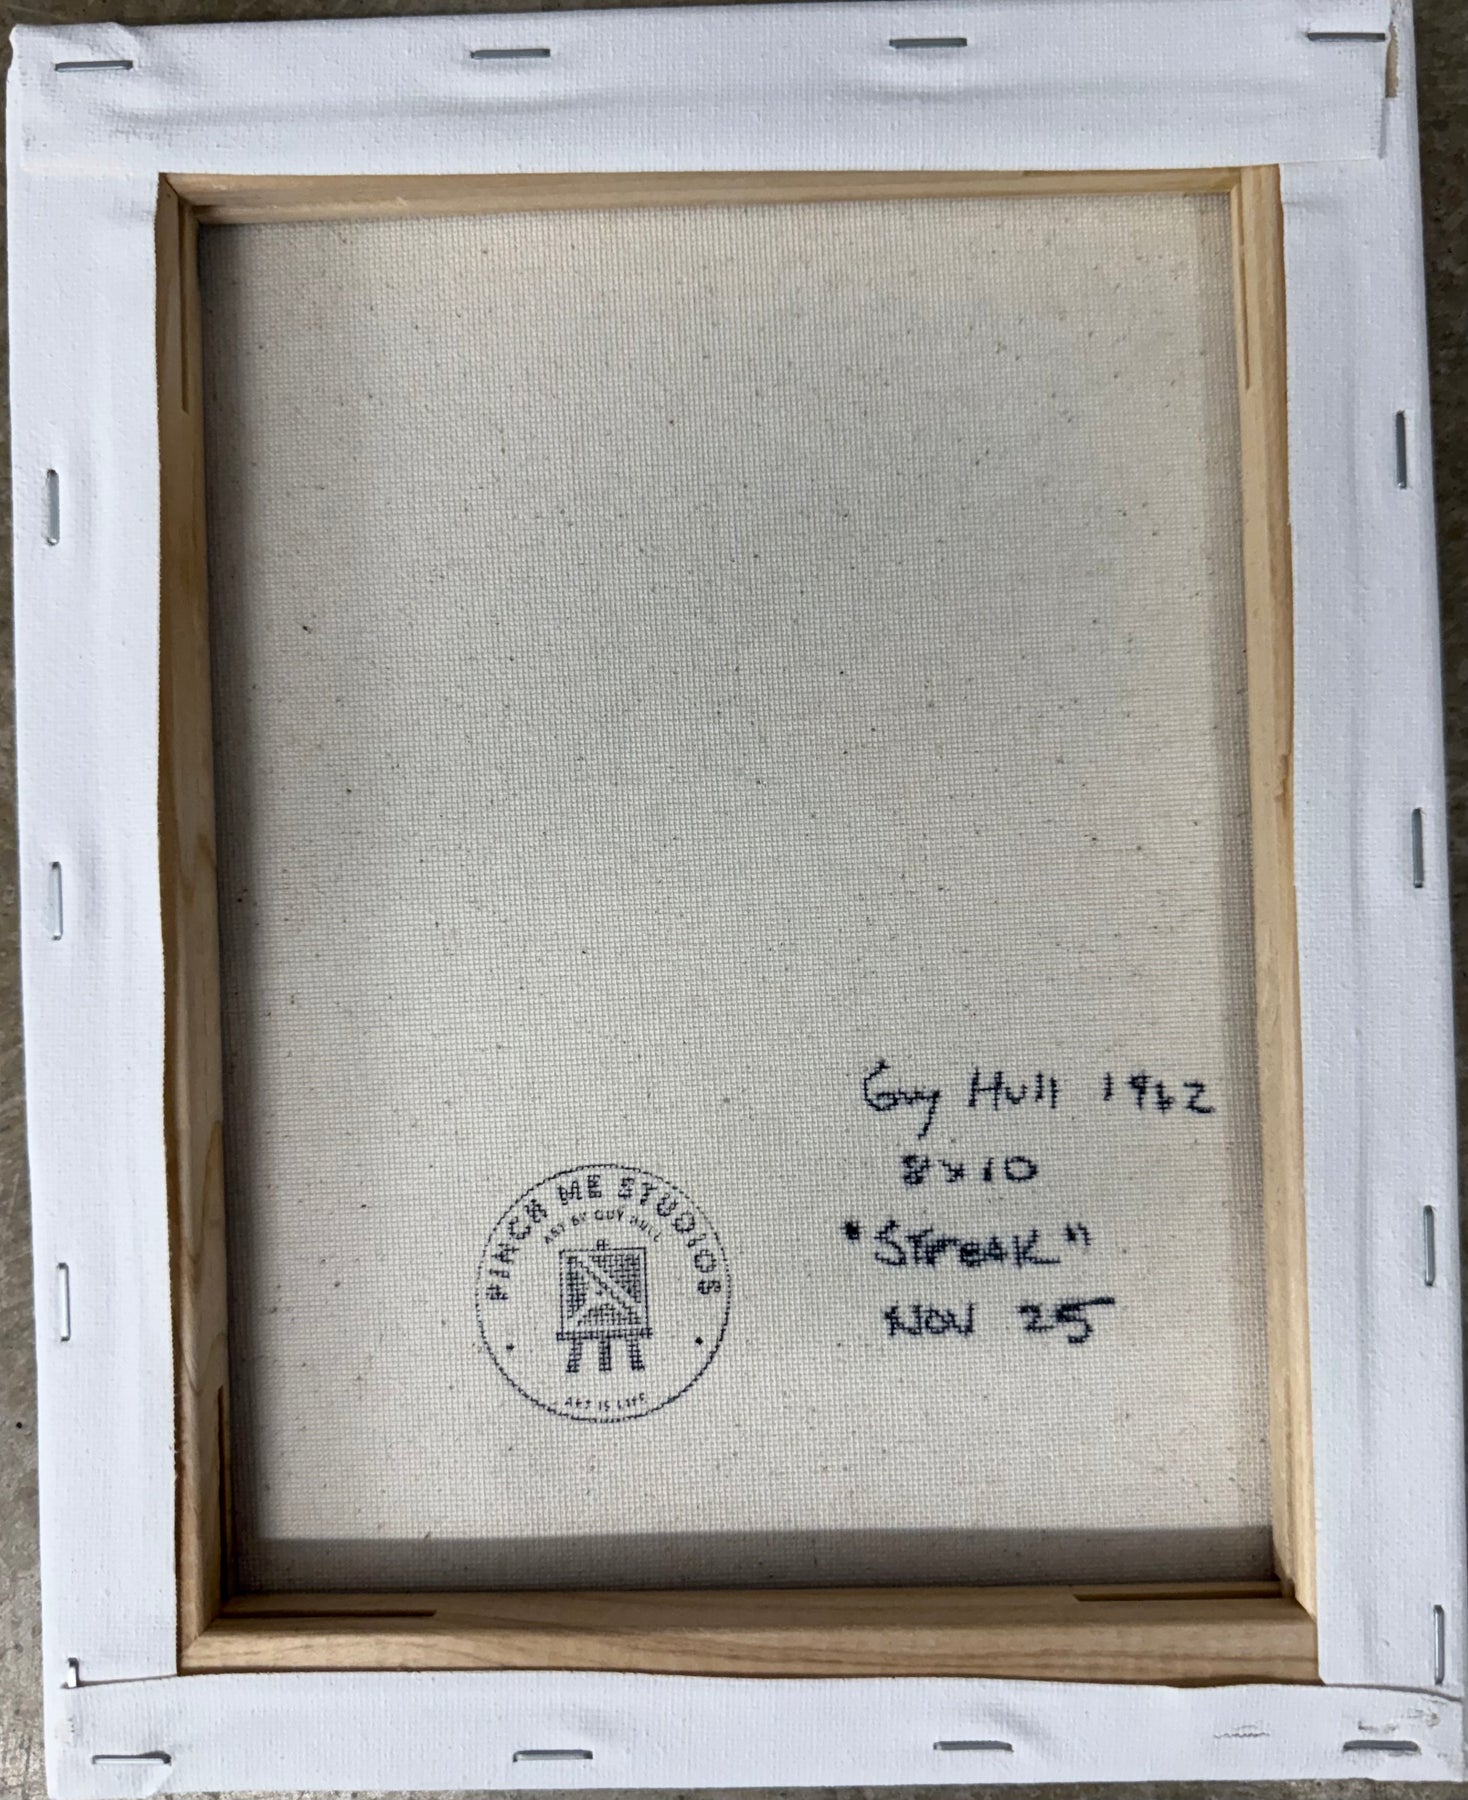 Guy Hull 1962
8x10
"STREAK"
NOV 25
PINCH ME STUDIOS
ART BY GUY HULL
ART IS LIFE